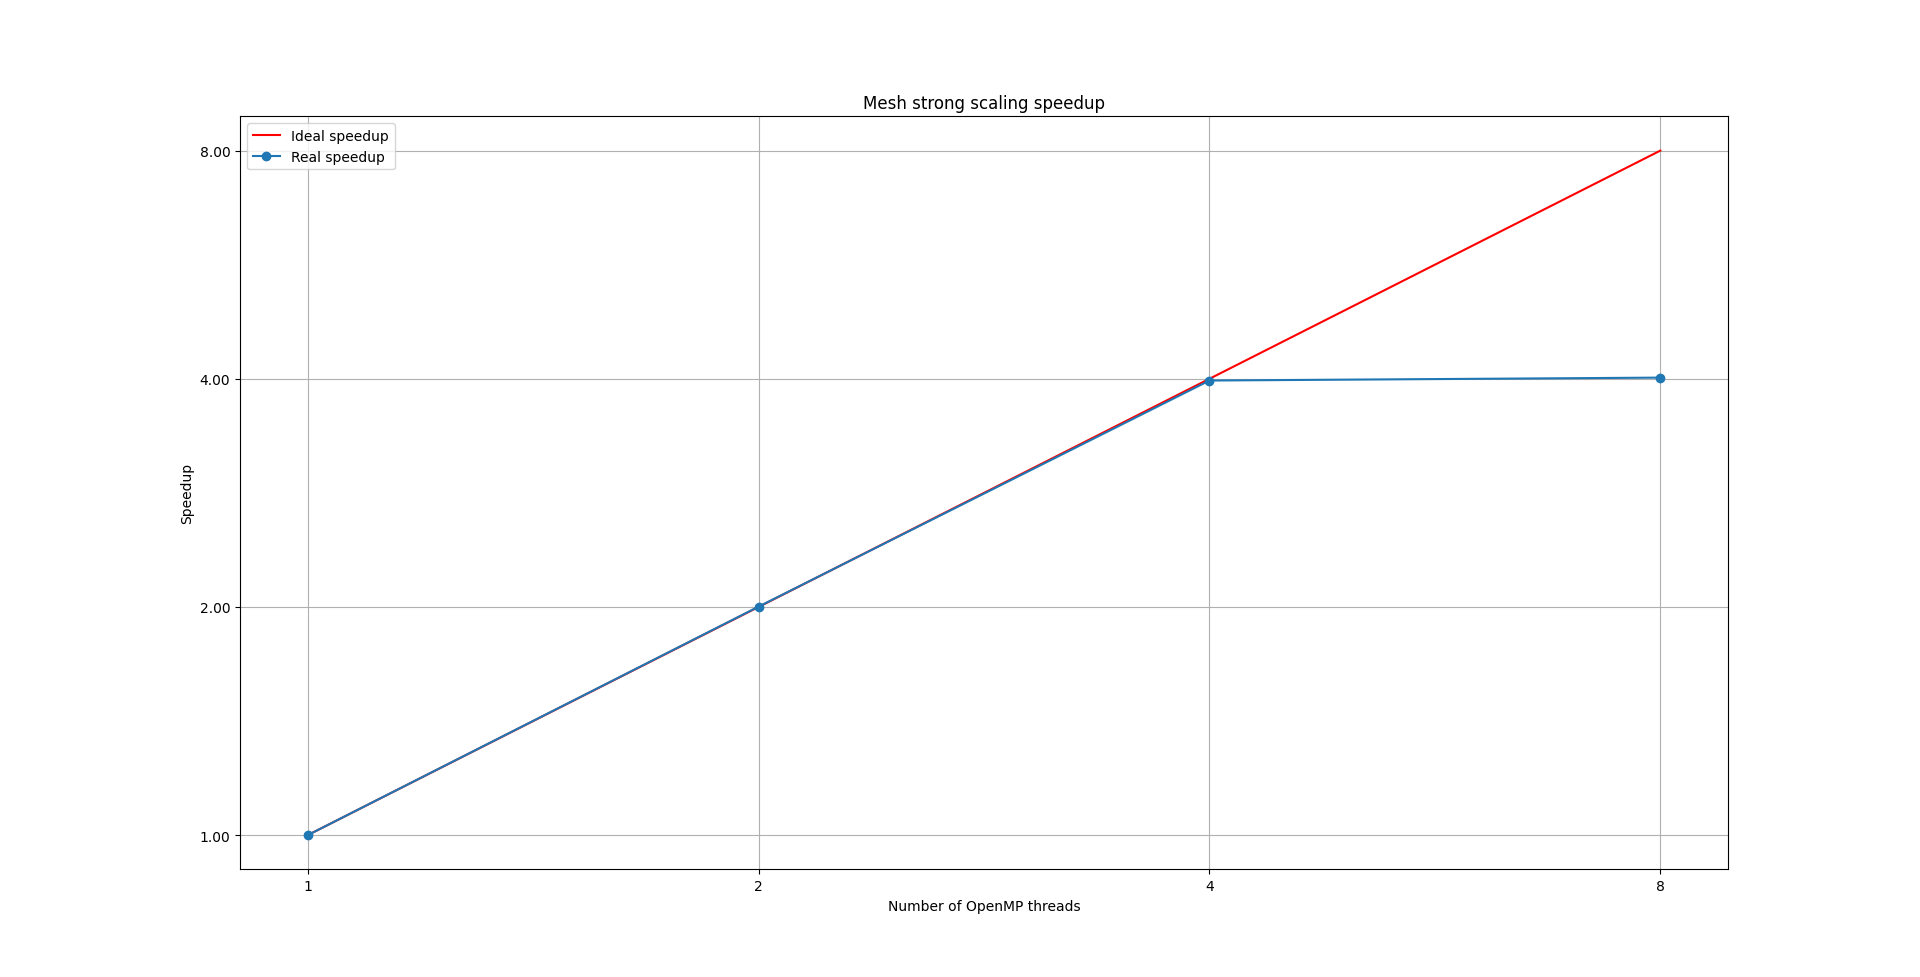 Mesh strong scaling speedup
Ideal speedup
Real speedup
8.00
4.00
2.00
1.00
Speedup
1 2 4 8
Number of OpenMP threads